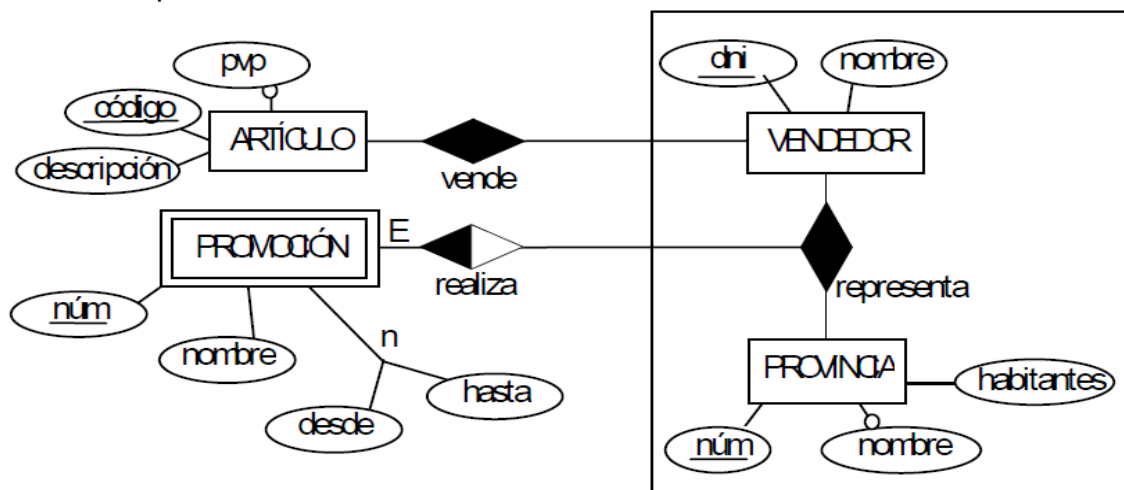 pvp
código
descripción
ARTÍCULO
vende
dni
nombre
VENDEDOR
PROMOCIÓN
E
realiza
núm
nombre
n
desde
hasta
representa
PROVINCIA
habitantes
núm
nombre